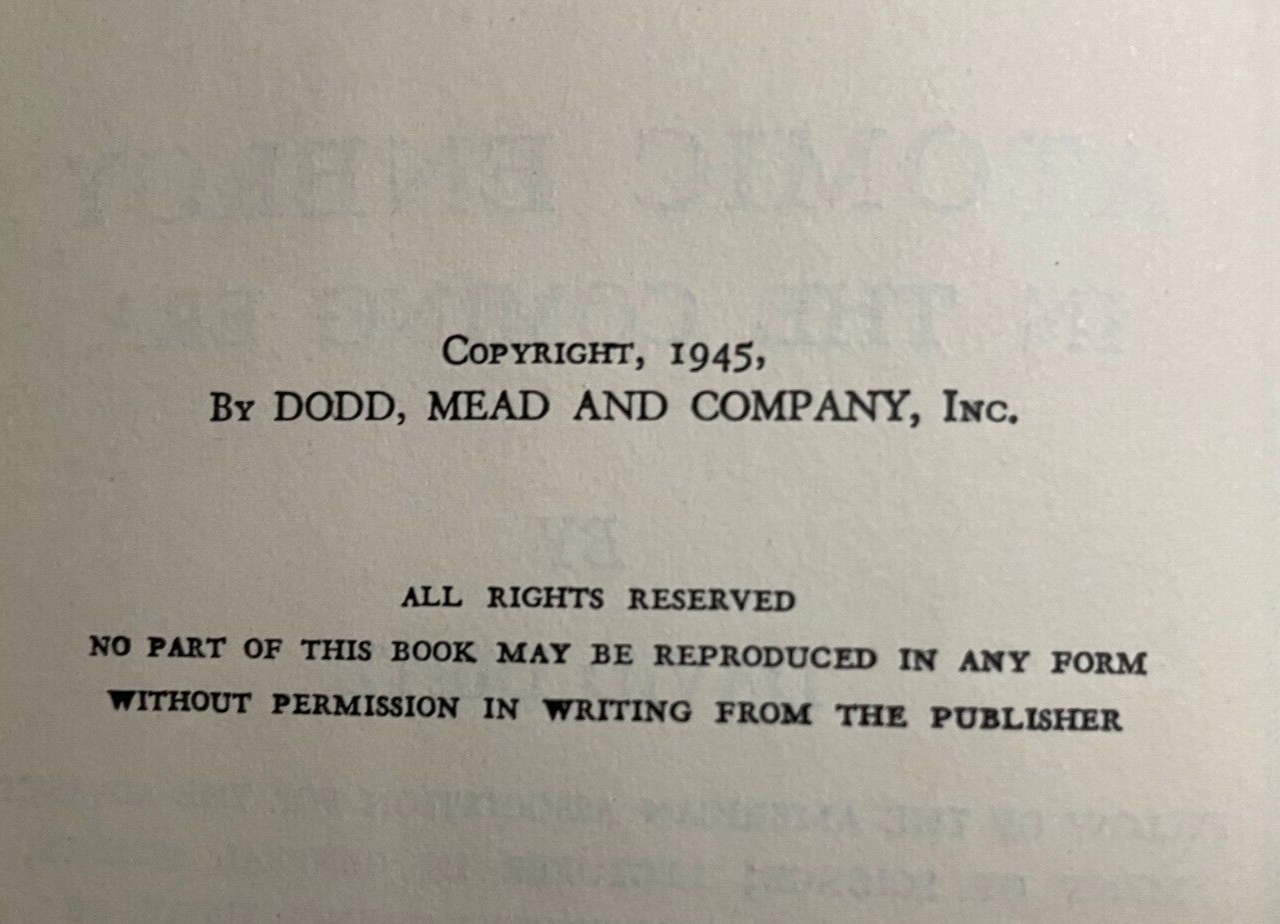 Copyright, 1945,
By DODD, MEAD AND COMPANY, Inc.
ALL RIGHTS RESERVED
NO PART OF THIS BOOK MAY BE REPRODUCED IN ANY FORM
WITHOUT PERMISSION IN WRITING FROM THE PUBLISHER